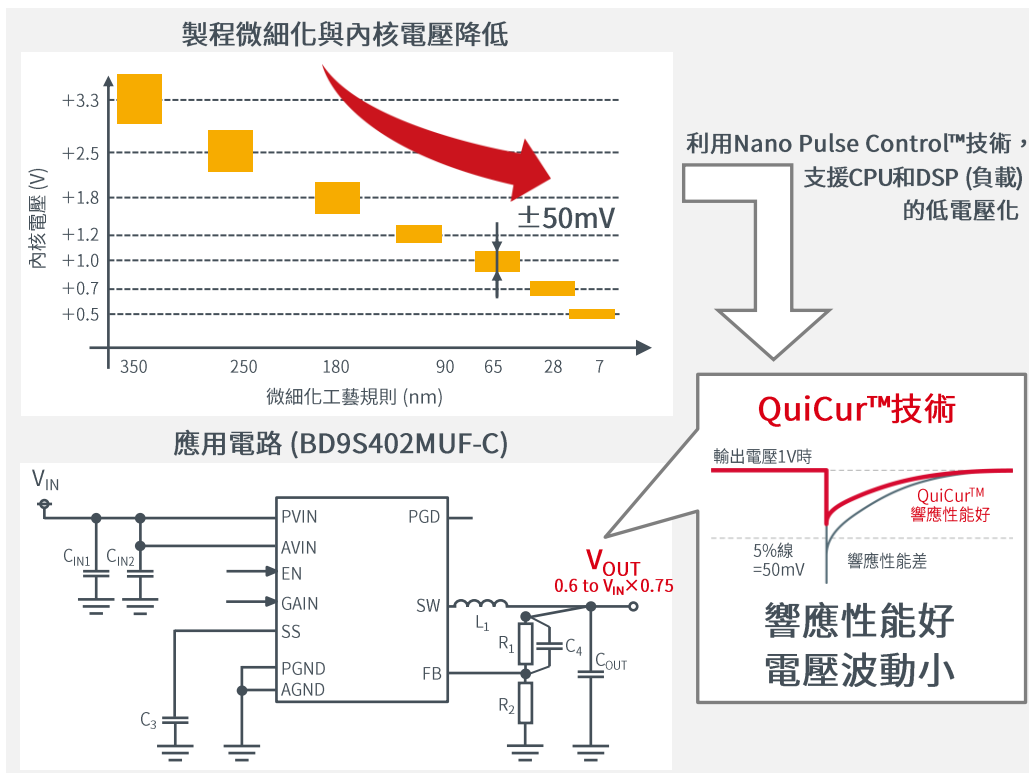 製程微細化與內核電壓降低
+3.3
+2.5
+1.8
+1.2
+1.0
+0.7
+0.5
內核電壓 (V)
±50mV
350 250 180 90 65 28 7
微細化工藝規則 (nm)
利用Nano Pulse Control™技術，
支援CPU和DSP (負載)
的低電壓化
應用電路 (BD9S402MUF-C)
VIN
CIN1
CIN2
PVIN
AVIN
EN
GAIN
SS
PGND
AGND
PGD
SW
FB
C3
L1
R1
C4
R2
COUT
VOUT
0.6 to VIN×0.75
QuiCur™技術
輸出電壓1V時
QuiCur™
響應性能好
5%線
=50mV
響應性能差
響應性能好
電壓波動小